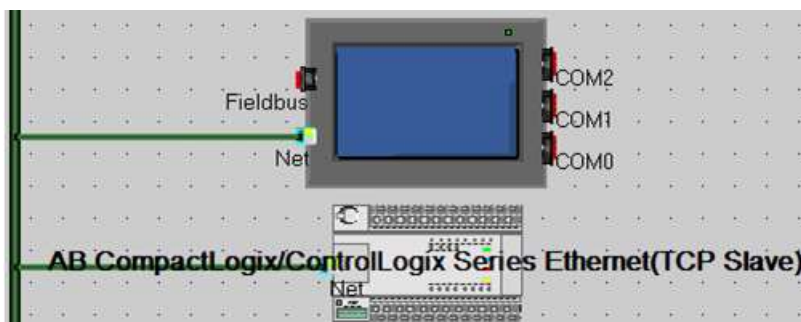 COM2
Fieldbus
COM1
Net
COM0
AB CompactLogix/ControlLogix Series Ethernet(TCP Slave)
Net